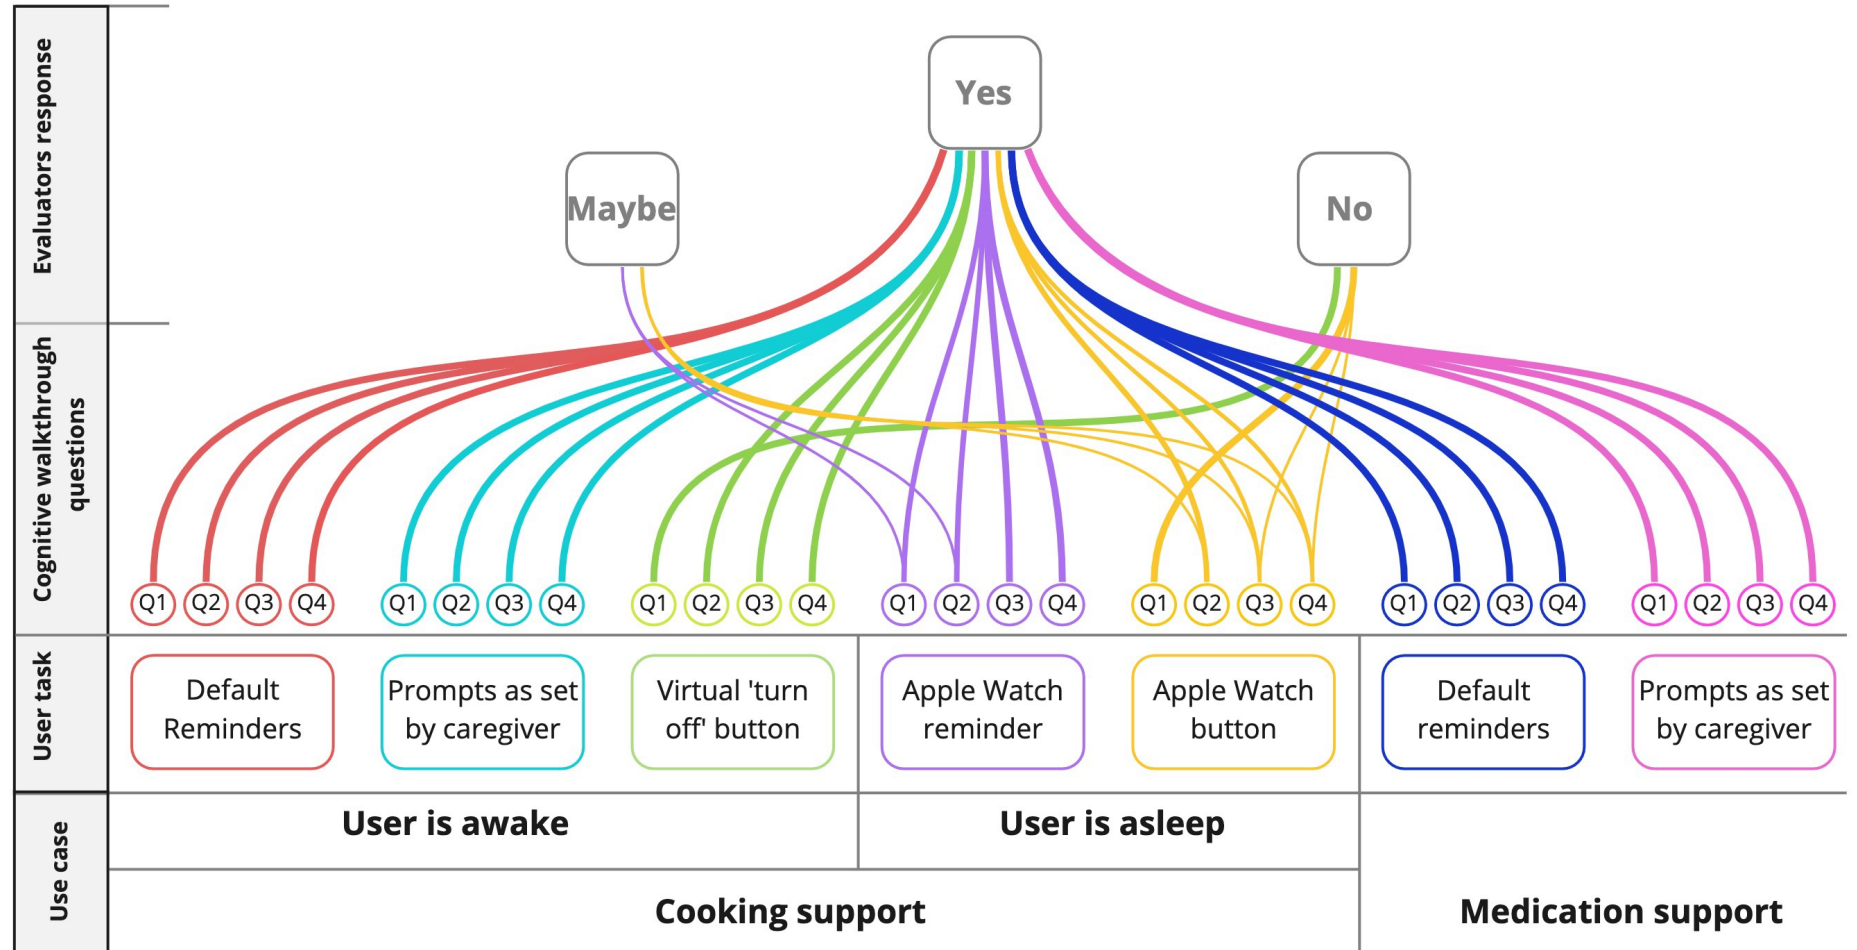 Evaluators response
Yes
Maybe
No
Cognitive walkthrough
questions
Q1 Q2 Q3 Q4 Q1 Q2 Q3 Q4 Q1 Q2 Q3 Q4 Q1 Q2 Q3 Q4 Q1 Q2 Q3 Q4 Q1 Q2 Q3 Q4 Q1 Q2 Q3 Q4
User task
Default
Reminders
Prompts as set
by caregiver
Virtual 'turn
off' button
Apple Watch
reminder
Apple Watch
button
Default
reminders
Prompts as set
by caregiver
Use case
User is awake
User is asleep
Cooking support
Medication support